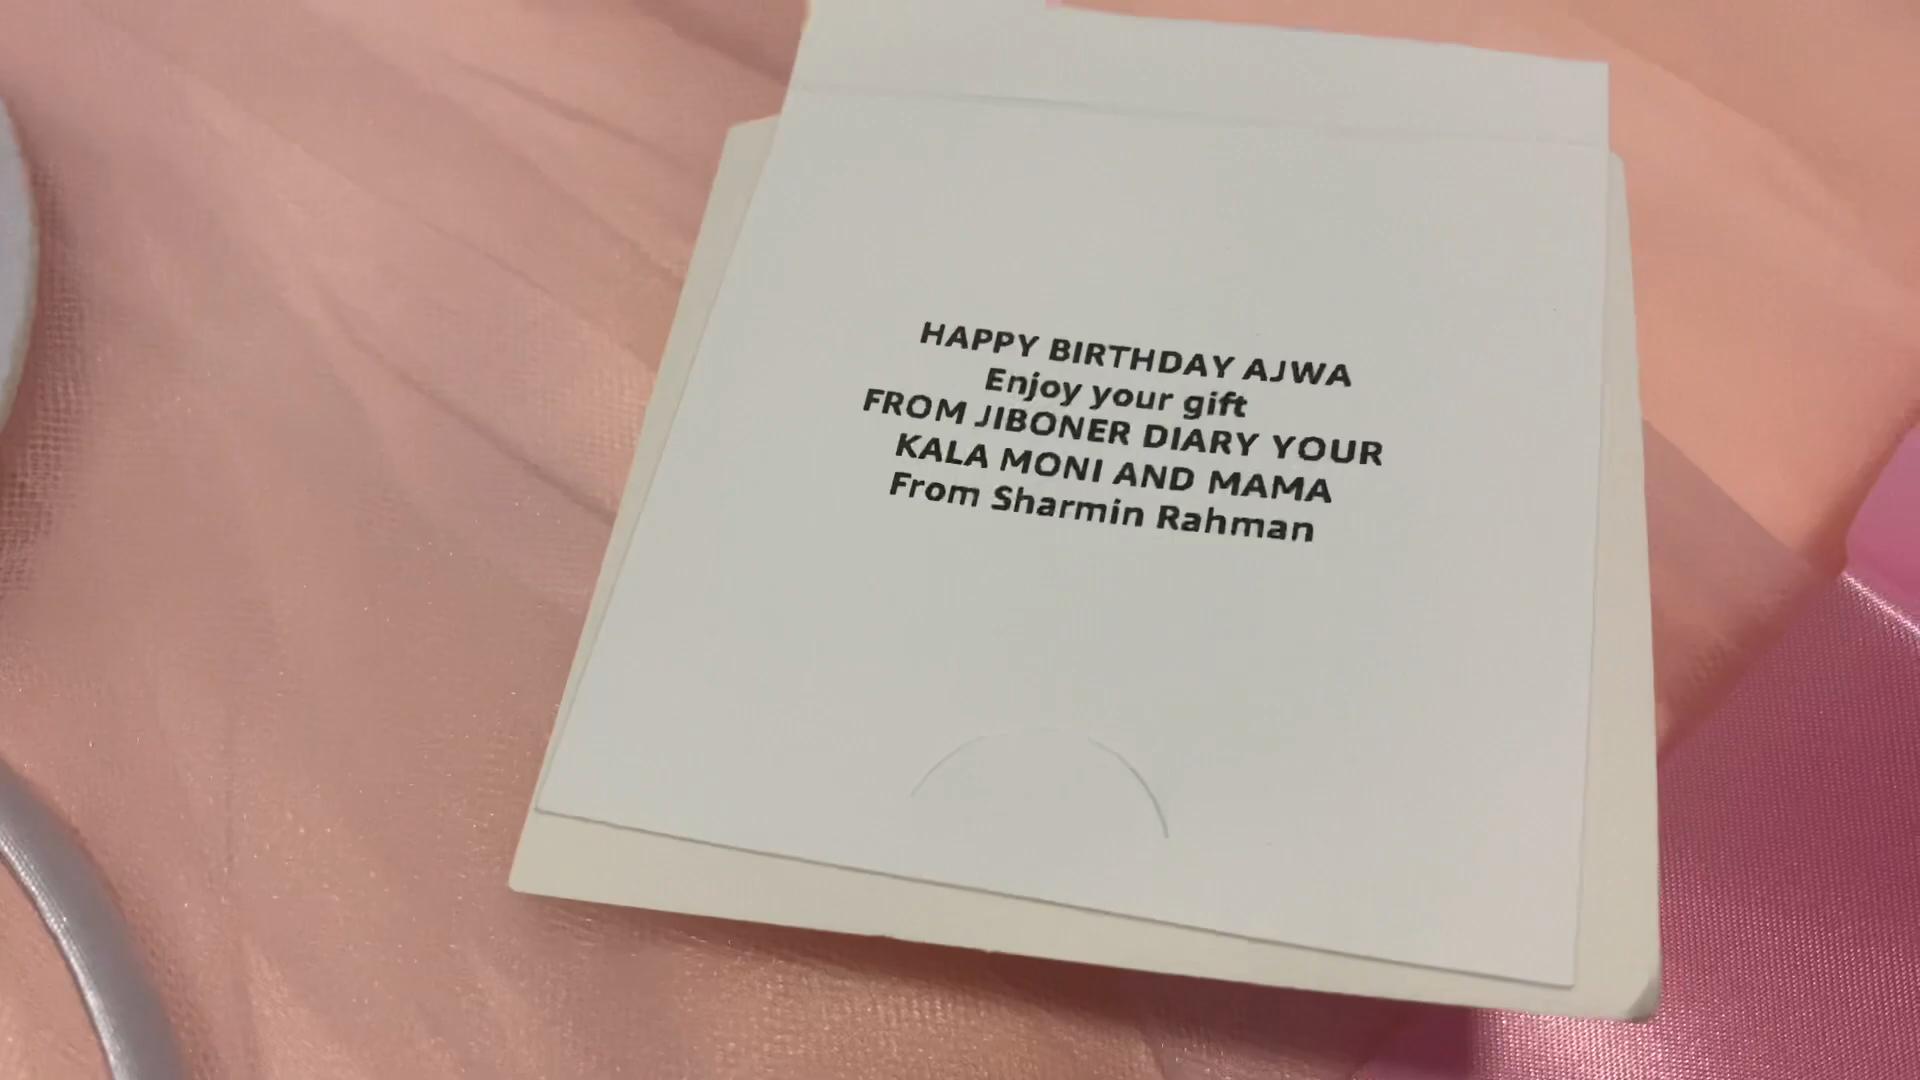 HAPPY BIRTHDAY AJWA
Enjoy your gift
FROM JIBONER DIARY YOUR
KALA MONI AND MAMA
From Sharmin Rahman